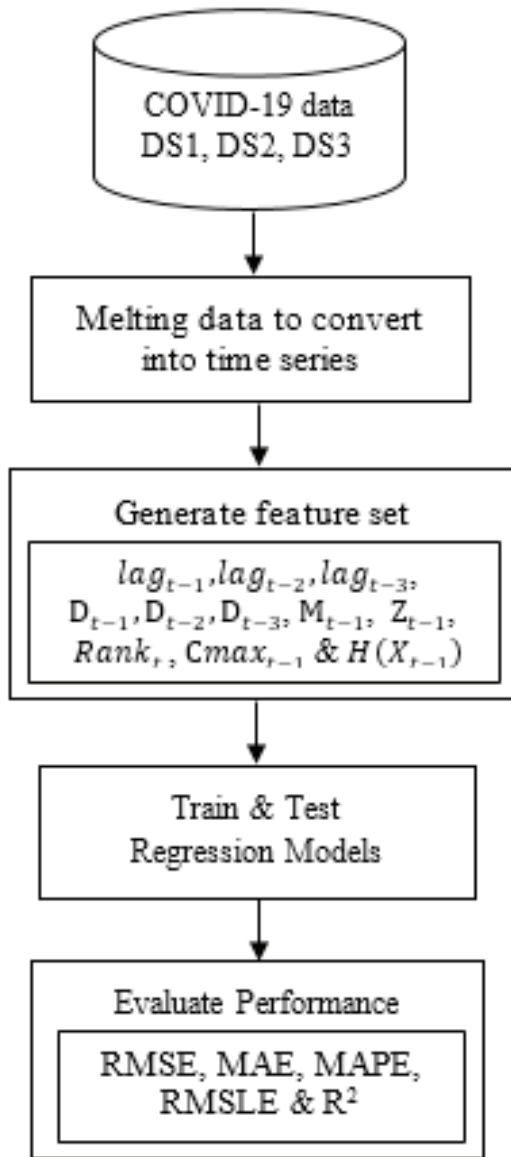 COVID-19 data
DS1, DS2, DS3
Melting data to convert
into time series
Generate feature set
lag_{t−1}, lag_{t−2}, lag_{t−3},
D_{t−1}, D_{t−2}, D_{t−3}, M_{t−1}, Z_{t−1},
Rank_t, Cmax_{t−1} & H(X_{t−1})
Train & Test
Regression Models
Evaluate Performance
RMSE, MAE, MAPE,
RMSLE & R²